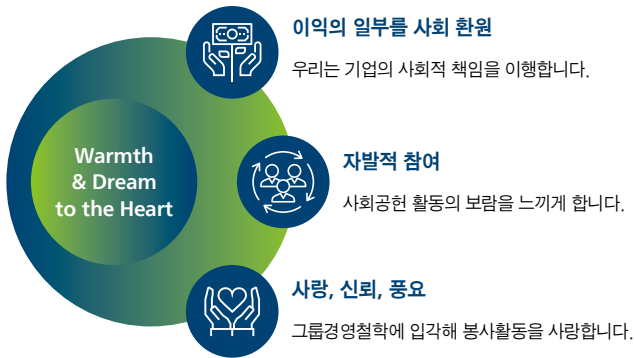 Warmth
& Dream
to the Heart
이익의 일부를 사회 환원
우리는 기업의 사회적 책임을 이행합니다.
자발적 참여
사회공헌 활동의 보람을 느끼게 합니다.
사랑, 신뢰, 풍요
그룹경영철학에 입각해 봉사활동을 사랑합니다.